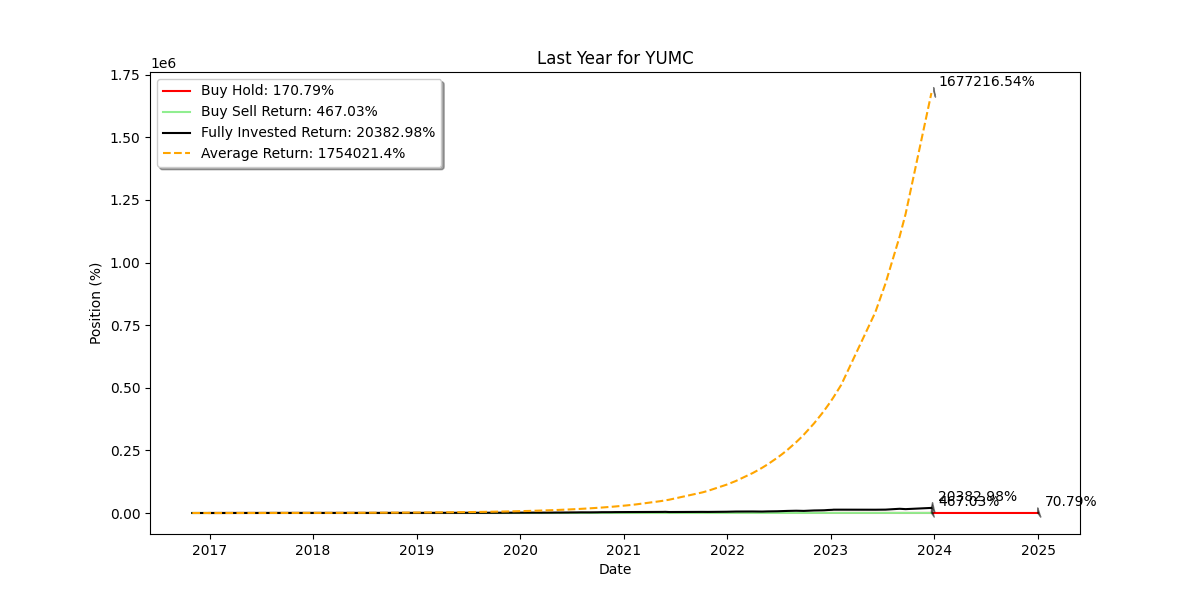 Last Year for YUMC
1e6
Buy Hold: 170.79%
Buy Sell Return: 467.03%
Fully Invested Return: 20382.98%
Average Return: 1754021.4%
1677216.54%
20382.98%
467.03%
70.79%
1.75
1.50
1.25
1.00
0.75
0.50
0.25
0.00
Position (%)
2017 2018 2019 2020 2021 2022 2023 2024 2025
Date